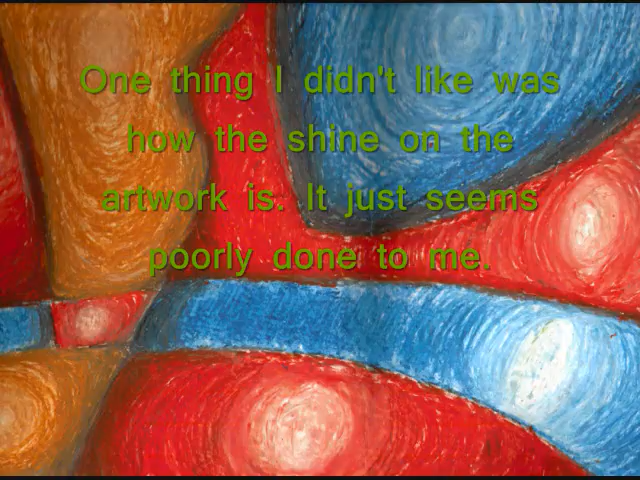 One thing I didn't like was
how the shine on the
artwork is. It just seems
poorly done to me.